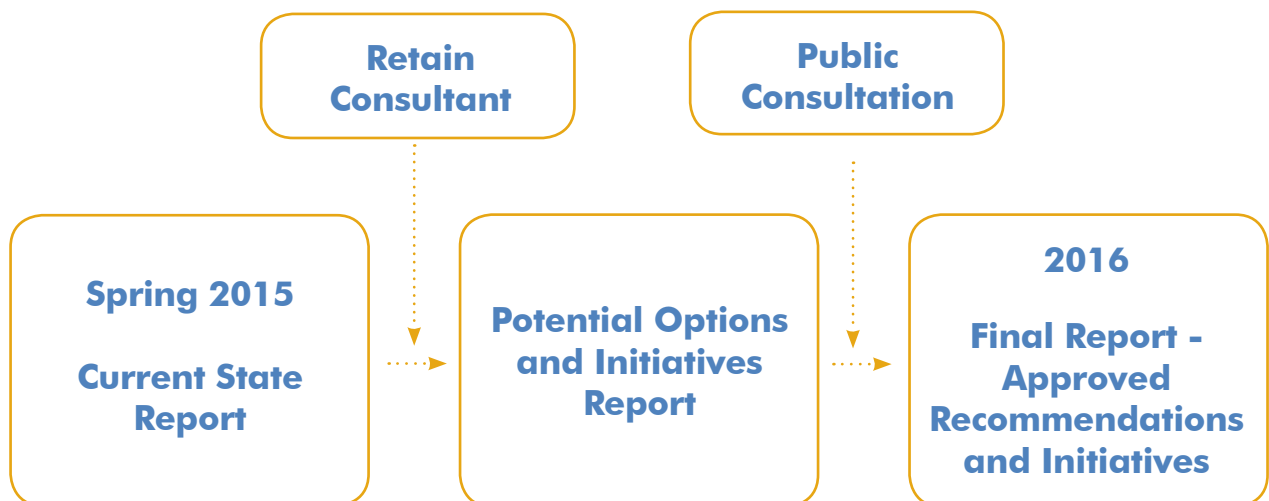 Retain
Consultant
Public
Consultation
Spring 2015
Current State
Report
Potential Options
and Initiatives
Report
2016
Final Report -
Approved
Recommendations
and Initiatives